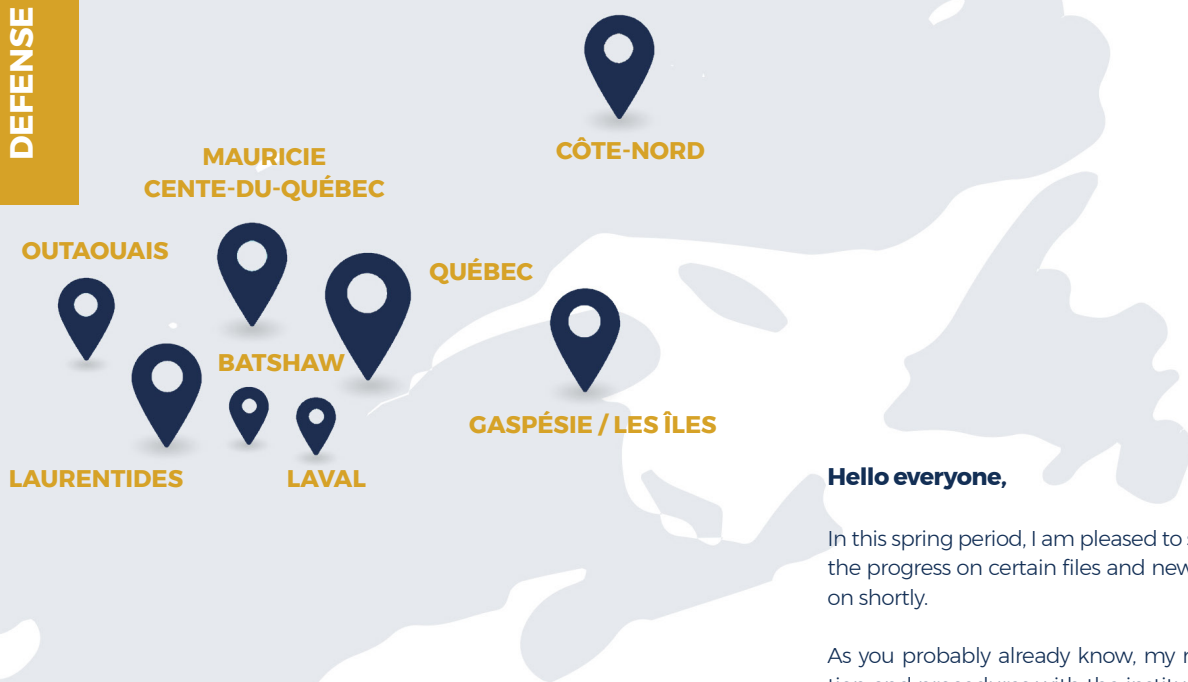 DEFENSE
CÔTE-NORD
MAURICIE
CENTE-DU-QUÉBEC
OUTAOUAIS
QUÉBEC
BATSHAW
GASPÉSIE / LES ÎLES
LAURENTIDES
LAVAL
Hello everyone,
In this spring period, I am pleased to
the progress on certain files and new
on shortly.
As you probably already know, my